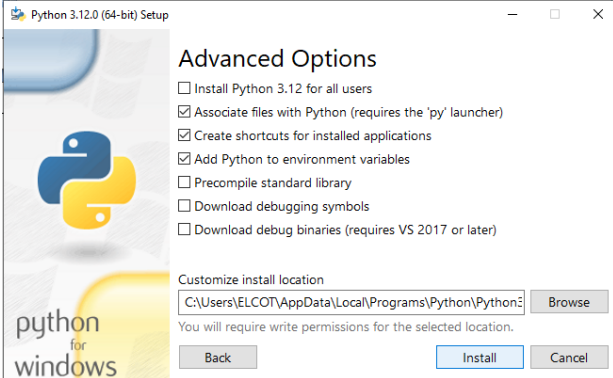 Python 3.12.0 (64-bit) Setup
Advanced Options
Install Python 3.12 for all users
Associate files with Python (requires the 'py' launcher)
Create shortcuts for installed applications
Add Python to environment variables
Precompile standard library
Download debugging symbols
Download debug binaries (requires VS 2017 or later)
Customize install location
C:\Users\ELCOT\AppData\Local\Programs\Python\Python3 Browse
You will require write permissions for the selected location.
python
for
windows
Back Install Cancel